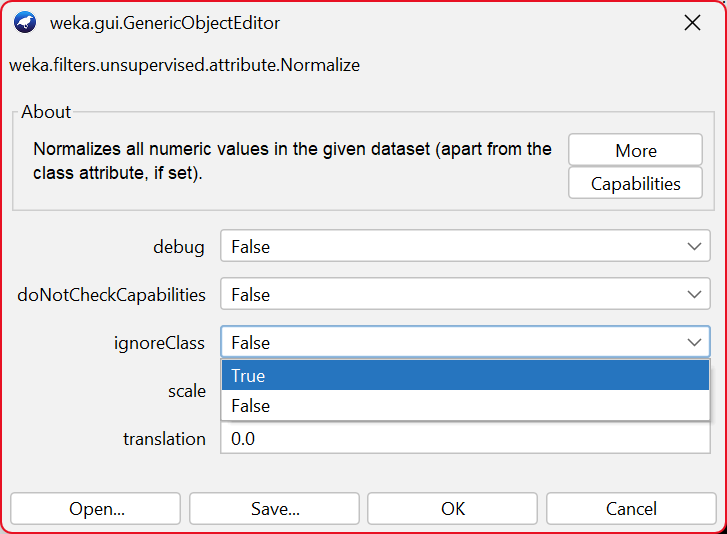 weka.gui.GenericObjectEditor
weka.filters.unsupervised.attribute.Normalize
About
Normalizes all numeric values in the given dataset (apart from the
class attribute, if set).
More
Capabilities
debug False
doNotCheckCapabilities False
ignoreClass False
True
scale
False
translation 0.0
Open... Save... OK Cancel